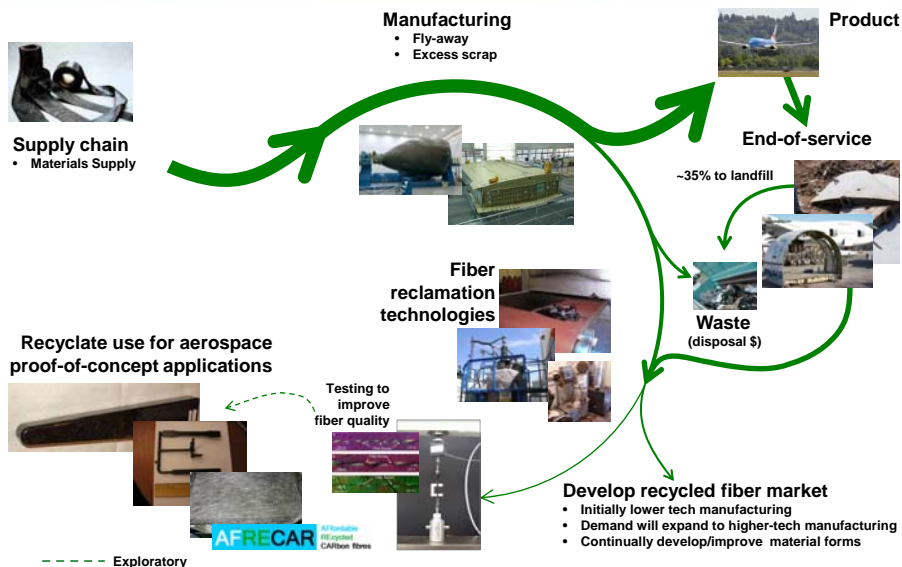 Manufacturing
• Fly-away
• Excess scrap
Product
Supply chain
• Materials Supply
End-of-service
~35% to landfill
Fiber
reclamation
technologies
Waste
(disposal $)
Recyclate use for aerospace
proof-of-concept applications
Testing to
improve
fiber quality
Develop recycled fiber market
• Initially lower tech manufacturing
• Demand will expand to higher-tech manufacturing
• Continually develop/improve material forms
AFRECAR
AFfordable
REcycled
CARbon fibres
Exploratory